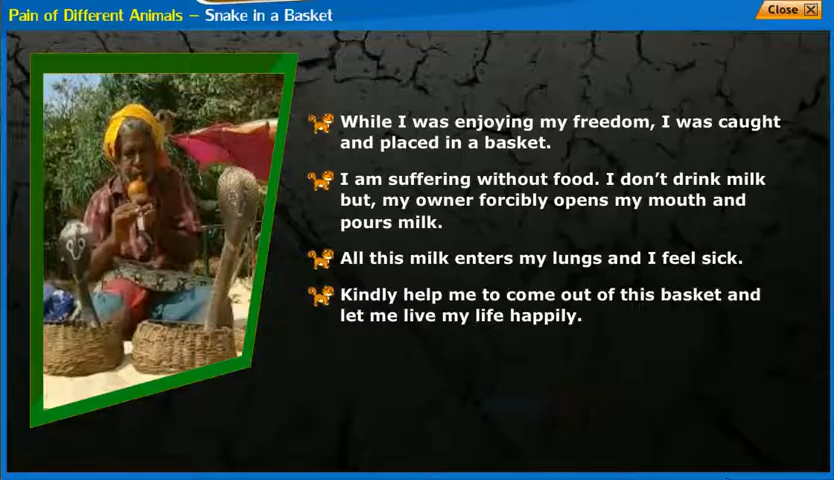 Pain of Different Animals – Snake in a Basket
Close
While I was enjoying my freedom, I was caught
and placed in a basket.
I am suffering without food. I don't drink milk
but, my owner forcibly opens my mouth and
pours milk.
All this milk enters my lungs and I feel sick.
Kindly help me to come out of this basket and
let me live my life happily.